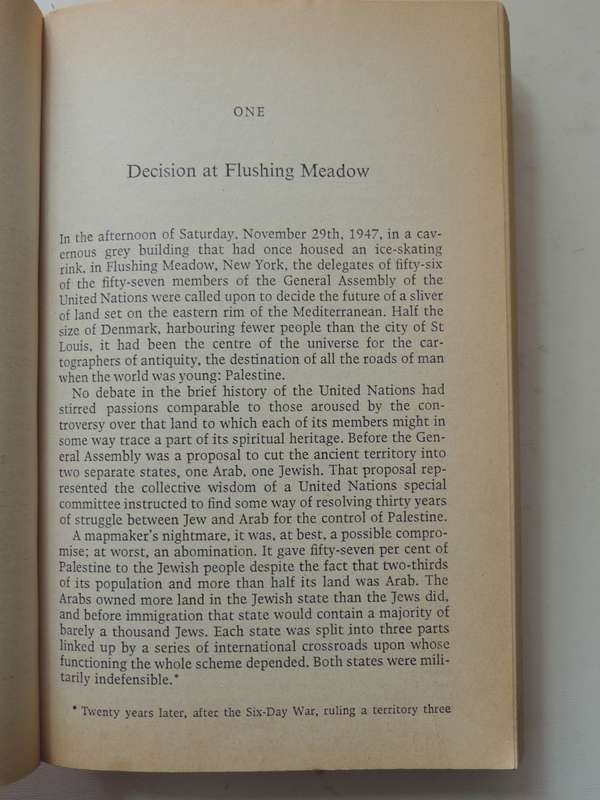 ONE
Decision at Flushing Meadow
In the afternoon of Saturday, November 29th, 1947, in a cav-
ernous grey building that had once housed an ice-skating
rink, in Flushing Meadow, New York, the delegates of fifty-six
of the fifty-seven members of the General Assembly of the
United Nations were called upon to decide the future of a sliver
of land set on the eastern rim of the Mediterranean. Half the
size of Denmark, harbouring fewer people than the city of St
Louis, it had been the centre of the universe for the car-
tographers of antiquity, the destination of all the roads of man
when the world was young: Palestine.
No debate in the brief history of the United Nations had
stirred passions comparable to those aroused by the con-
troversy over that land to which each of its members might in
some way trace a part of its spiritual heritage. Before the Gen-
eral Assembly was a proposal to cut the ancient territory into
two separate states, one Arab, one Jewish. That proposal rep-
resented the collective wisdom of a United Nations special
committee instructed to find some way of resolving thirty years
of struggle between Jew and Arab for the control of Palestine.
A mapmaker's nightmare, it was, at best, a possible compro-
mise; at worst, an abomination. It gave fifty-seven per cent of
Palestine to the Jewish people despite the fact that two-thirds
of its population and more than half its land was Arab. The
Arabs owned more land in the Jewish state than the Jews did,
and before immigration that state would contain a majority of
barely a thousand Jews. Each state was split into three parts
linked up by a series of international crossroads upon whose
functioning the whole scheme depended. Both states were mili-
tarily indefensible.*
* Twenty years later, after the Six-Day War, ruling a territory three